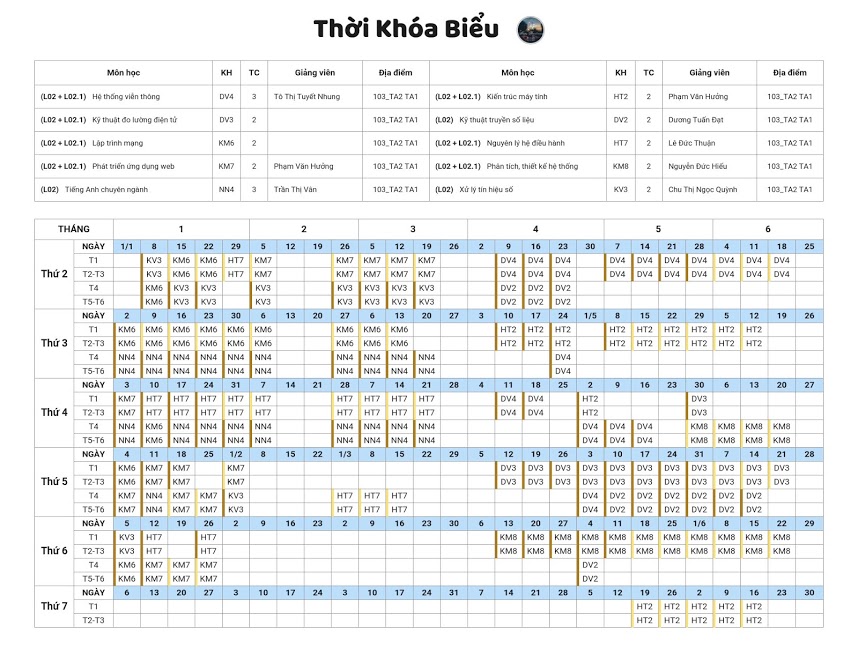 Thời Khóa Biểu
Môn học KH TC Giảng viên Địa điểm Môn học KH TC Giảng viên Địa điểm
(L02 + L02.1) Hệ thống viễn thông DV4 3 Tô Thị Tuyết Nhung 103_TA2 TA1 (L02 + L02.1) Kiến trúc máy tính HT2 2 Phạm Văn Hưởng 103_TA2 TA1
(L02 + L02.1) Kỹ thuật đo lường điện tử DV3 2 103_TA2 TA1 (L02) Kỹ thuật truyền số liệu DV2 2 Dương Tuấn Đạt 103_TA2 TA1
(L02 + L02.1) Lập trình mạng KM6 2 103_TA2 TA1 (L02 + L02.1) Nguyên lý hệ điều hành HT7 2 Lê Đức Thuận 103_TA2 TA1
(L02 + L02.1) Phát triển ứng dụng web KM7 2 Phạm Văn Hưởng 103_TA2 TA1 (L02 + L02.1) Phân tích, thiết kế hệ thống KM8 2 Nguyễn Đức Hiếu 103_TA2 TA1
(L02) Tiếng Anh chuyên ngành NN4 3 Trần Thị Vân 103_TA2 TA1 (L02) Xử lý tín hiệu số KV3 2 Chu Thị Ngọc Quỳnh 103_TA2 TA1
THÁNG 1 2 3 4 5 6
NGÀY 1/1 8 15 22 29 5 12 19 26 5 12 19 26 2 9 16 23 30 7 14 21 28 4 11 18 25
Thứ 2
T1 KV3 KM6 KM6 HT7 KM7 KM7 KM7 KM7 KM7 DV4 DV4 DV4 DV4 DV4 DV4 DV4 DV4 DV4 DV4
T2-T3 KV3 KM6 KM6 HT7 KM7 KM7 KM7 KM7 KM7 DV4 DV4 DV4 DV4 DV4 DV4 DV4 DV4 DV4 DV4
T4 KM6 KV3 KV3 KV3 KV3 KV3 KV3 KV3 DV2 DV2 DV2
T5-T6 KM6 KV3 KV3 KV3 KV3 KV3 KV3 KV3 DV2 DV2 DV2
NGÀY 2 9 16 23 30 6 13 20 27 6 13 20 27 3 10 17 24 1/5 8 15 22 29 5 12 19 26
Thứ 3
T1 KM6 KM6 KM6 KM6 KM6 KM6 KM6 KM6 KM6 HT2 HT2 HT2 HT2 HT2 HT2 HT2 HT2 HT2
T2-T3 KM6 KM6 KM6 KM6 KM6 KM6 KM6 KM6 KM6 HT2 HT2 HT2 HT2 HT2 HT2 HT2 HT2 HT2
T4 NN4 NN4 NN4 NN4 NN4 NN4 NN4 NN4 NN4 NN4 DV4
T5-T6 NN4 NN4 NN4 NN4 NN4 NN4 NN4 NN4 NN4 NN4 DV4
NGÀY 3 10 17 24 31 7 14 21 28 7 14 21 28 4 11 18 25 2 9 16 23 30 6 13 20 27
Thứ 4
T1 KM7 HT7 HT7 HT7 HT7 HT7 HT7 HT7 HT7 HT7 DV4 DV4 HT2 DV3
T2-T3 KM7 HT7 HT7 HT7 HT7 HT7 HT7 HT7 HT7 HT7 DV4 DV4 HT2 DV3
T4 NN4 KM6 NN4 NN4 NN4 NN4 NN4 NN4 NN4 NN4 DV4 DV4 DV4 KM8 KM8 KM8 KM8
T5-T6 NN4 KM6 NN4 NN4 NN4 NN4 NN4 NN4 NN4 NN4 DV4 DV4 DV4 KM8 KM8 KM8 KM8
NGÀY 4 11 18 25 1/2 8 15 22 1/3 8 15 22 29 5 12 19 26 3 10 17 24 31 7 14 21 28
Thứ 5
T1 KM6 KM7 KM7 KM7 DV3 DV3 DV3 DV3 DV3 DV3 DV3 DV3 DV3 DV3 DV3
T2-T3 KM6 KM7 KM7 KM7 DV3 DV3 DV3 DV3 DV3 DV3 DV3 DV3 DV3 DV3 DV3
T4 KM7 NN4 KM7 KM7 KV3 HT7 HT7 HT7 DV4 DV2 DV2 DV2 DV2 DV2 DV2
T5-T6 KM7 NN4 KM7 KM7 KV3 HT7 HT7 HT7 DV4 DV2 DV2 DV2 DV2 DV2 DV2
NGÀY 5 12 19 26 2 9 16 23 2 9 16 23 30 6 13 20 27 4 11 18 25 1/6 8 15 22 29
Thứ 6
T1 KV3 HT7 HT7 KM8 KM8 KM8 KM8 KM8 KM8 KM8 KM8 KM8 KM8 KM8
T2-T3 KV3 HT7 HT7 KM8 KM8 KM8 KM8 KM8 KM8 KM8 KM8 KM8 KM8 KM8
T4 KM6 KM7 KM7 KM7 DV2
T5-T6 KM6 KM7 KM7 KM7 DV2
NGÀY 6 13 20 27 3 10 17 24 3 10 17 24 31 7 14 21 28 5 12 19 26 2 9 16 23 30
Thứ 7
T1 HT2 HT2 HT2 HT2 HT2
T2-T3 HT2 HT2 HT2 HT2 HT2